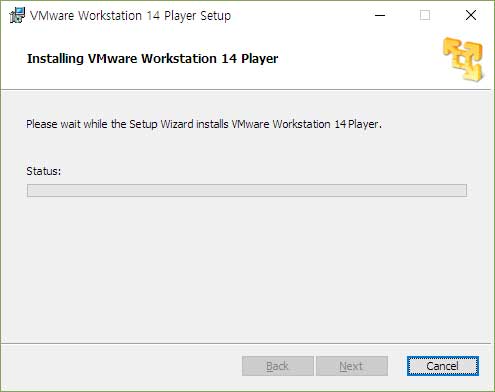 VMware Workstation 14 Player Setup
Installing VMware Workstation 14 Player
Please wait while the Setup Wizard installs VMware Workstation 14 Player.
Status:
Back Next Cancel